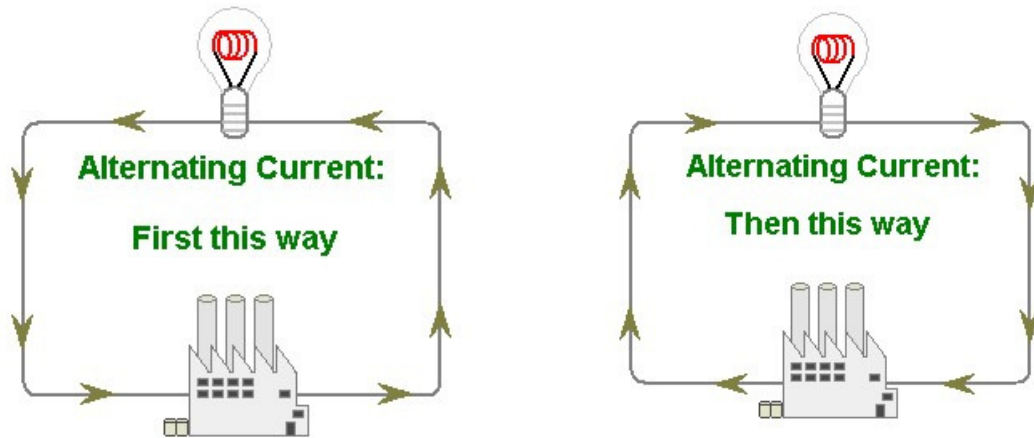 Alternating Current:
First this way
Alternating Current:
Then this way